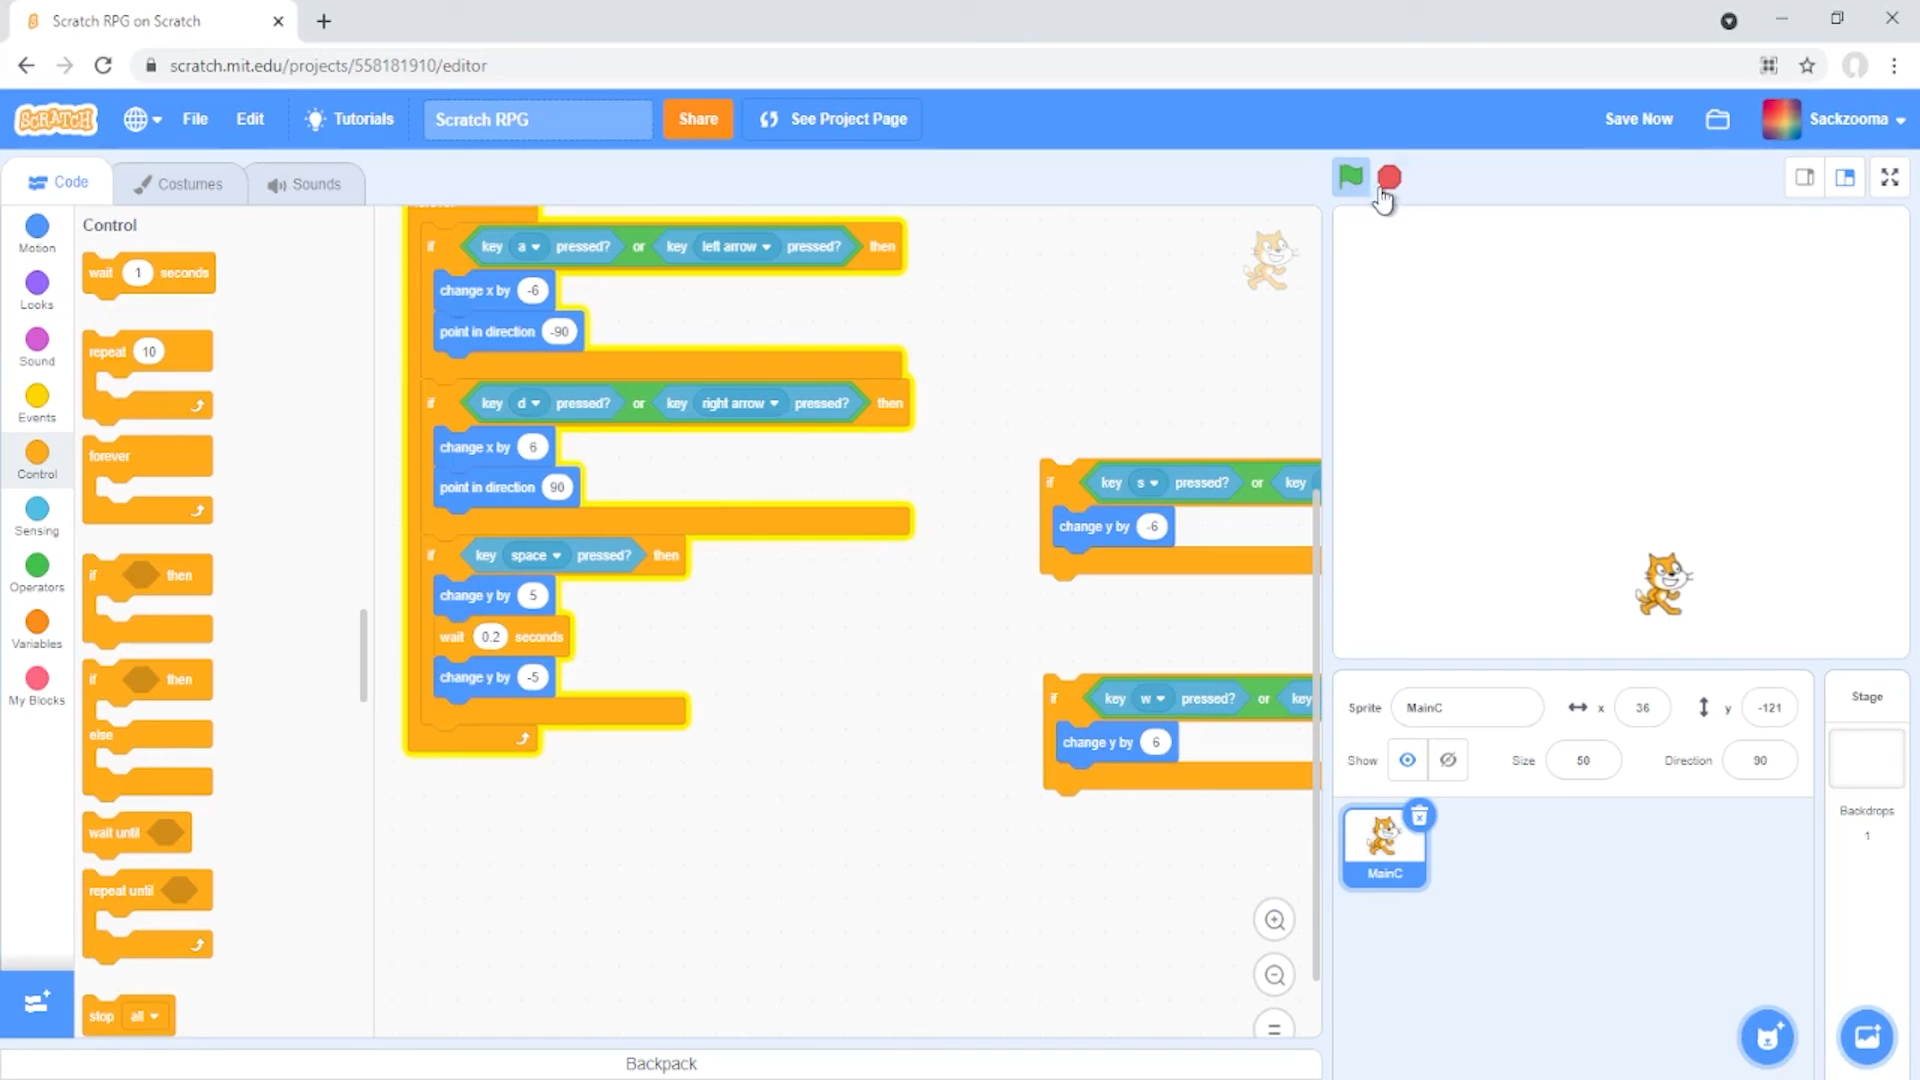 Scratch RPG on Scratch
scratch.mit.edu/projects/558181910/editor
SCRATCH
File
Edit
Tutorials
Scratch RPG
Share
See Project Page
Save Now
Sackzooma
Code
Costumes
Sounds
Motion
Looks
Sound
Events
Control
Sensing
Operators
Variables
My Blocks
Control
wait 1 seconds
repeat 10
forever
if then
if then
else
wait until
repeat until
stop all
if key a pressed? or key left arrow pressed? then
change x by -6
point in direction -90
if key d pressed? or key right arrow pressed? then
change x by 6
point in direction 90
if key space pressed? then
change y by 5
wait 0.2 seconds
change y by -5
if key s pressed? or key
change y by -6
if key w pressed? or key
change y by 6
Backpack
Sprite MainC x 36 y -121
Show Size 50 Direction 90
MainC
Stage
Backdrops
1